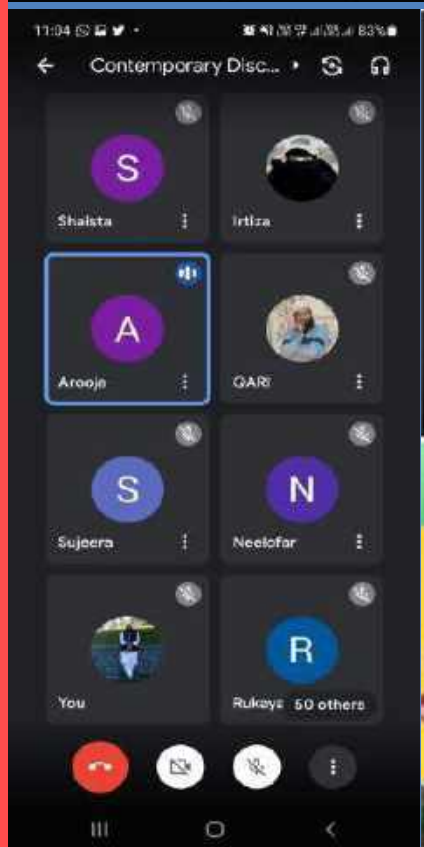 11:04 83%
Contemporary Disc...
S
Shaista
Irtiza
A
Arooje
QARI
S
Sujeera
N
Neelofar
You
R
Rukaya 50 others